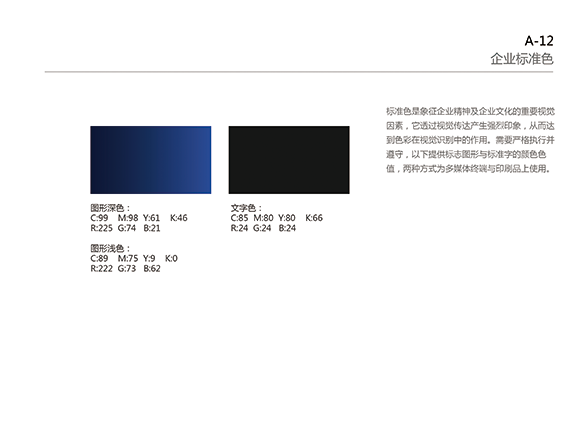 A-12
企业标准色
标准色是象征企业精神及企业文化的重要视觉
因素，它透过视觉传达产生强烈印象，从而达
到色彩在视觉识别中的作用。需要严格执行并
遵守，以下提供标志图形与标准字的颜色色
值，两种方式为多媒体终端与印刷品上使用。
图形深色：
C:99 M:98 Y:61 K:46
R:225 G:74 B:21
图形浅色：
C:89 M:75 Y:9 K:0
R:222 G:73 B:62
文字色：
C:85 M:80 Y:80 K:66
R:24 G:24 B:24